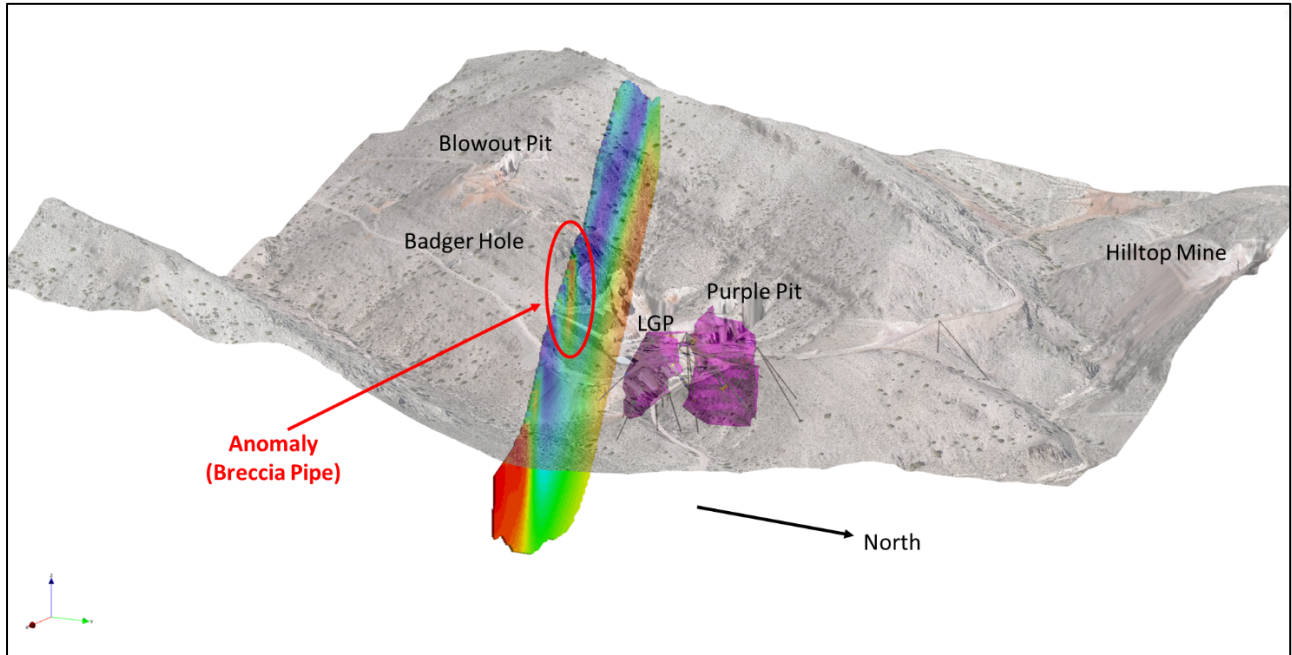 Blowout Pit
Badger Hole
Hilltop Mine
Purple Pit
LGP
Anomaly
(Breccia Pipe)
North
Z
Y